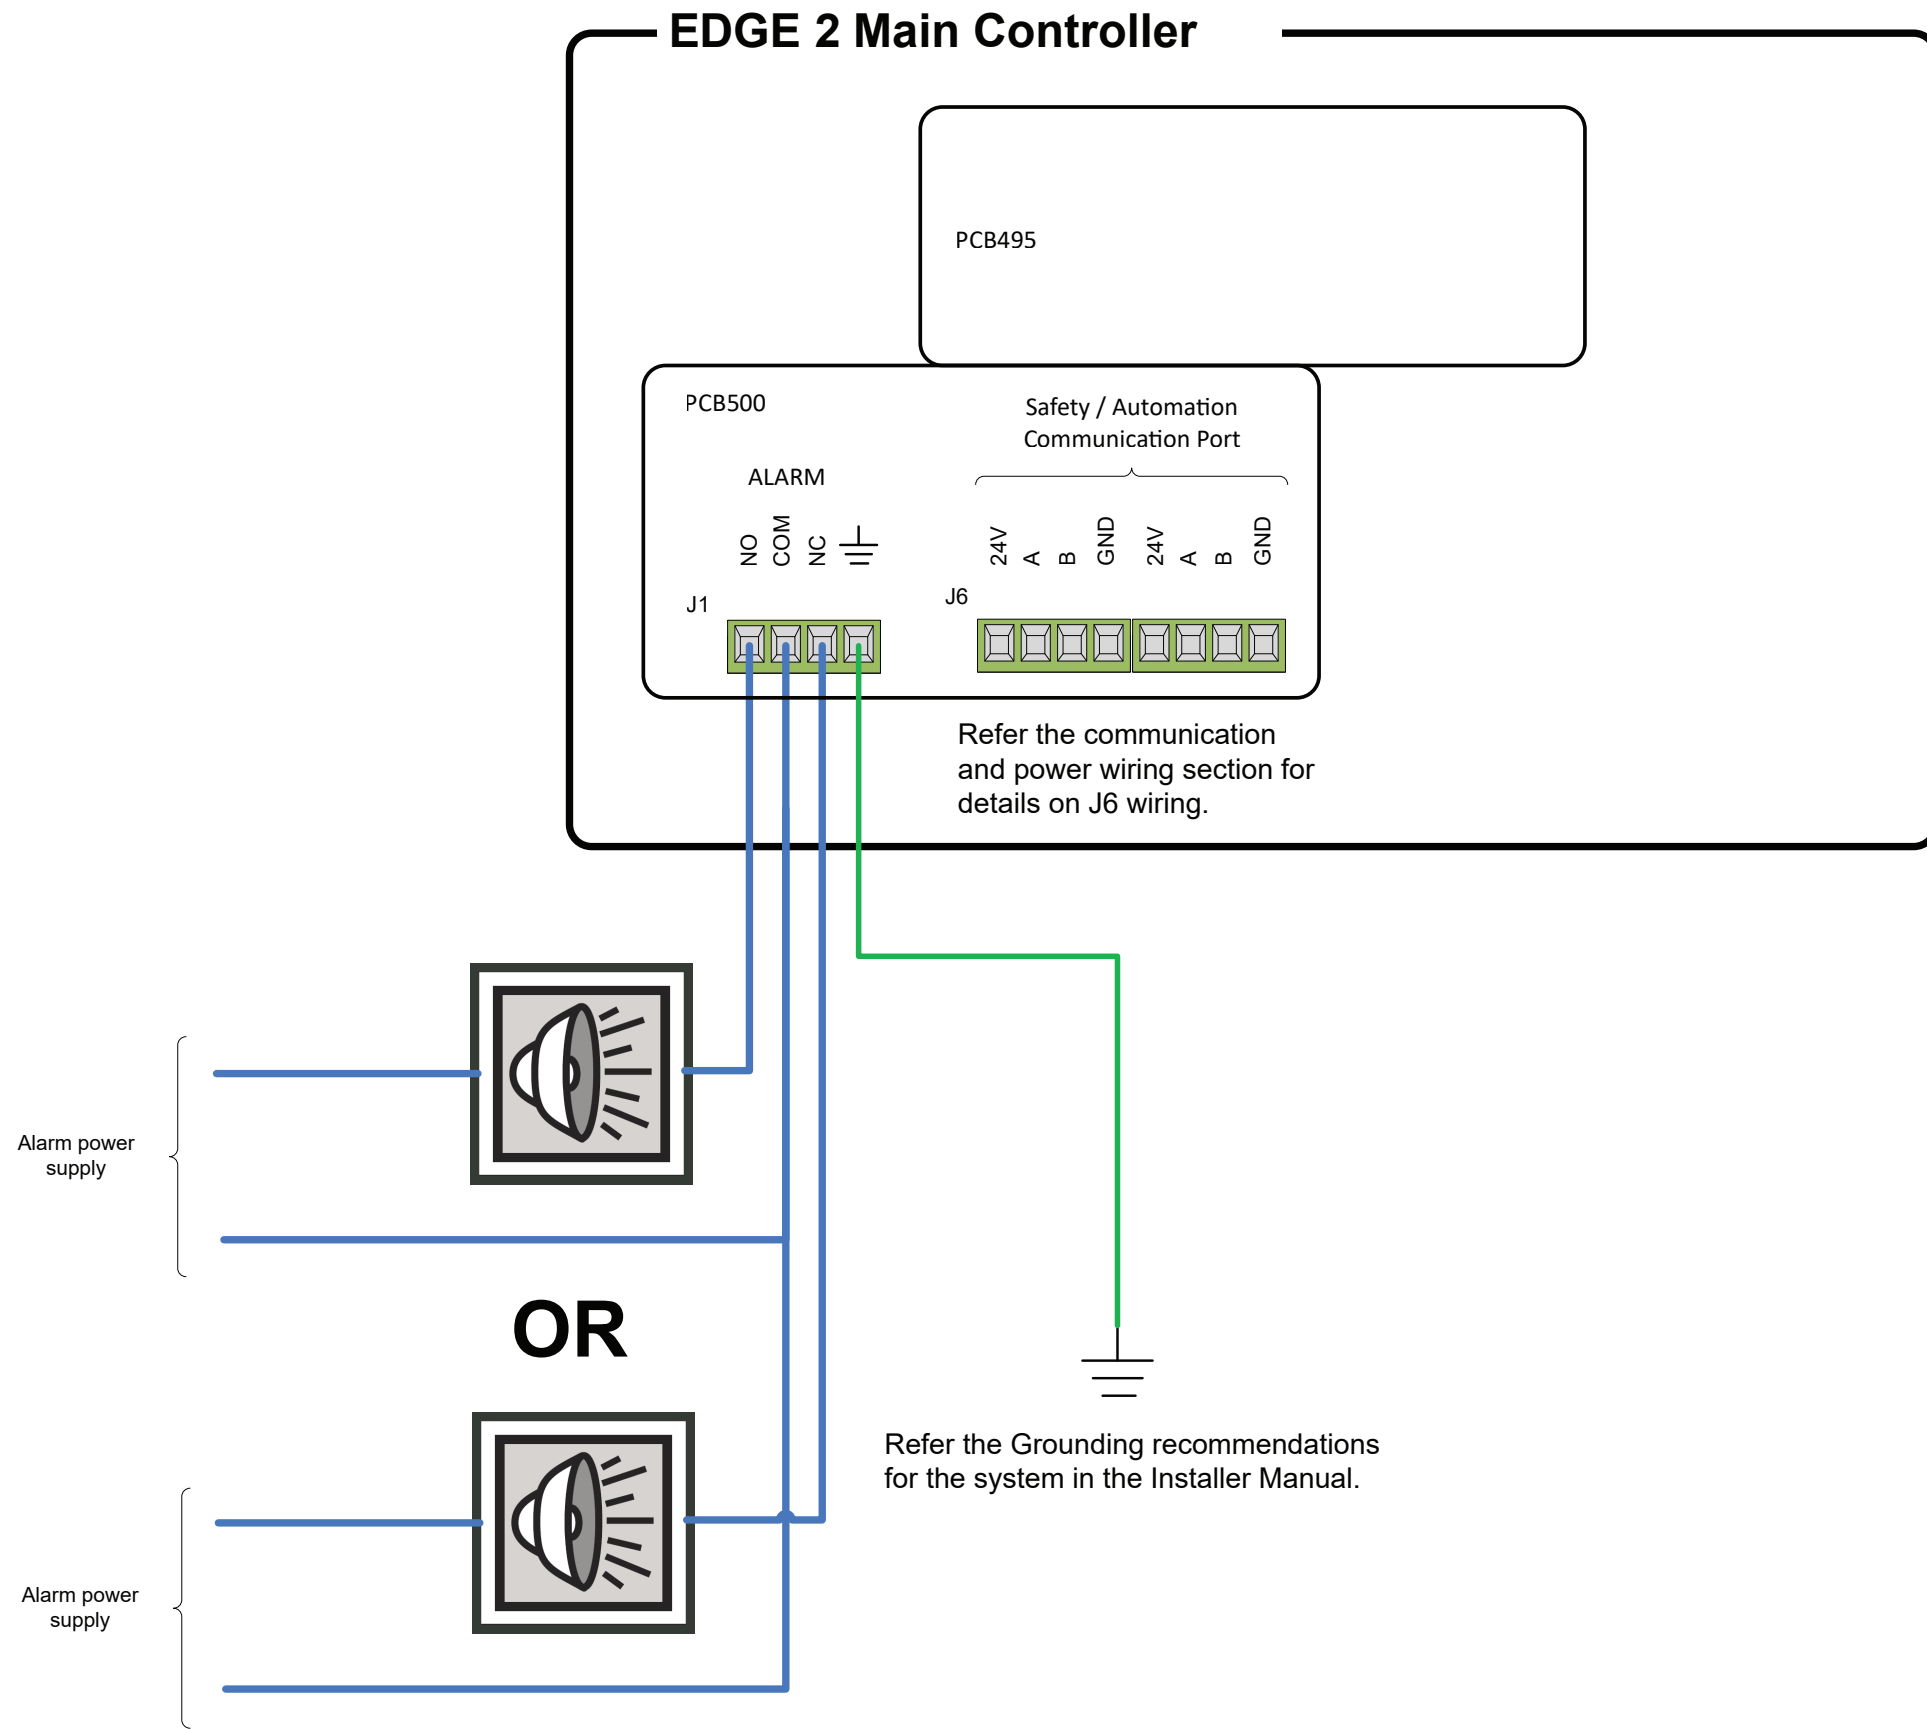 EDGE 2 Main Controller
PCB495
PCB500
Safety / Automation
Communication Port
ALARM
NO
COM
NC
24V
A
B
GND
24V
A
B
GND
J1
J6
Refer the communication
and power wiring section for
details on J6 wiring.
Alarm power
supply
OR
Refer the Grounding recommendations
for the system in the Installer Manual.
Alarm power
supply